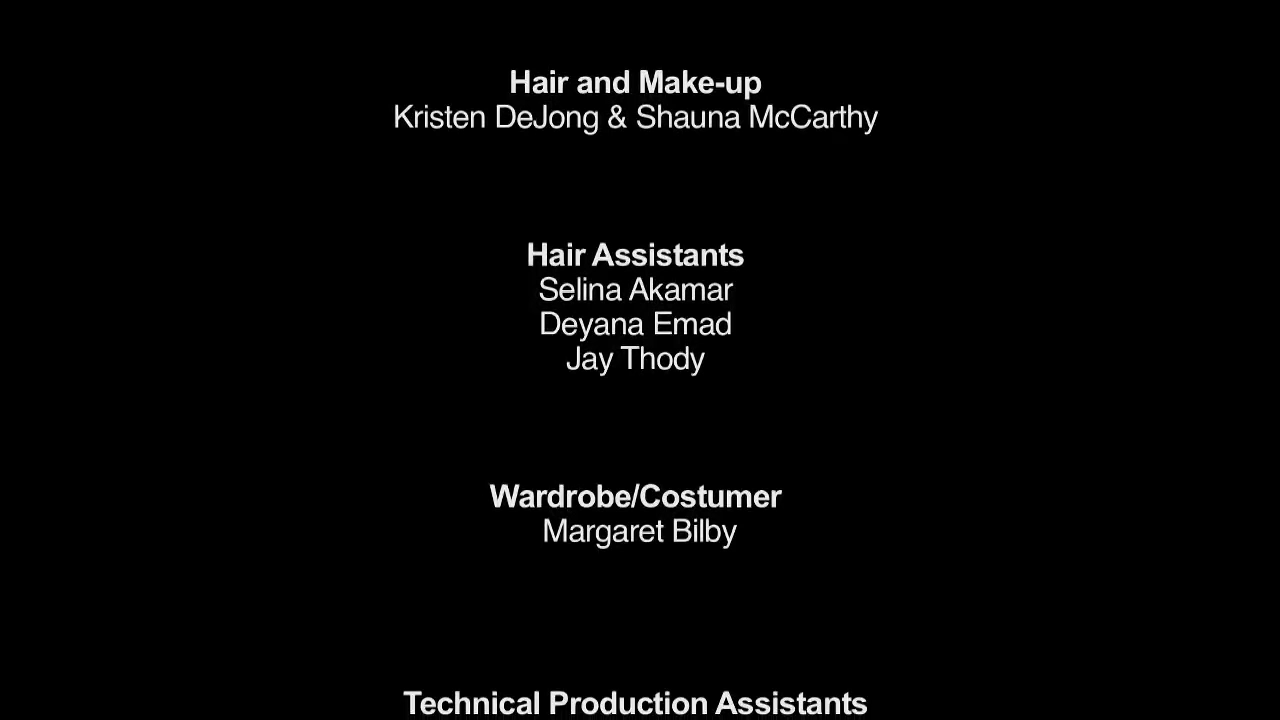 Hair and Make-up
Kristen DeJong & Shauna McCarthy
Hair Assistants
Selina Akamar
Deyana Emad
Jay Thody
Wardrobe/Costumer
Margaret Bilby
Technical Production Assistants